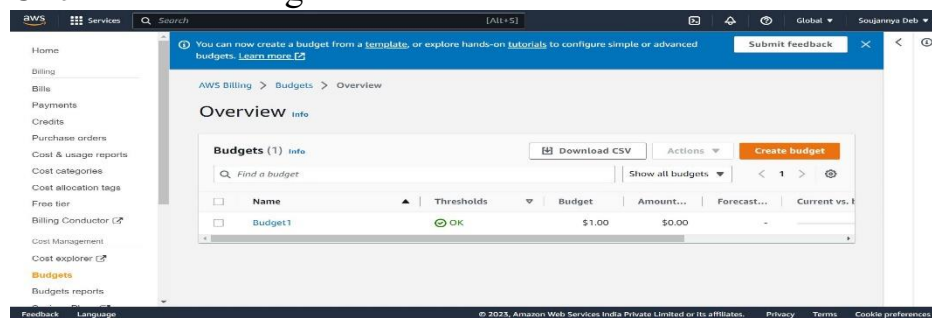 aws Services Search [Alt+S] Global Soujannya Deb
You can now create a budget from a template, or explore hands-on tutorials to configure simple or advanced
budgets. Learn more
Submit feedback
Home
Billing
Bills
Payments
Credits
Purchase orders
Cost & usage reports
Cost categories
Cost allocation tags
Free tier
Billing Conductor
Cost Management
Cost explorer
Budgets
Budgets reports
AWS Billing > Budgets > Overview
Overview Info
Budgets (1) Info Download CSV Actions Create budget
Find a budget Show all budgets < 1 >
Name Thresholds Budget Amount... Forecast... Current vs.
Budget1 OK $1.00 $0.00 -
Feedback Language © 2023, Amazon Web Services India Private Limited or its affiliates. Privacy Terms Cookie preferences